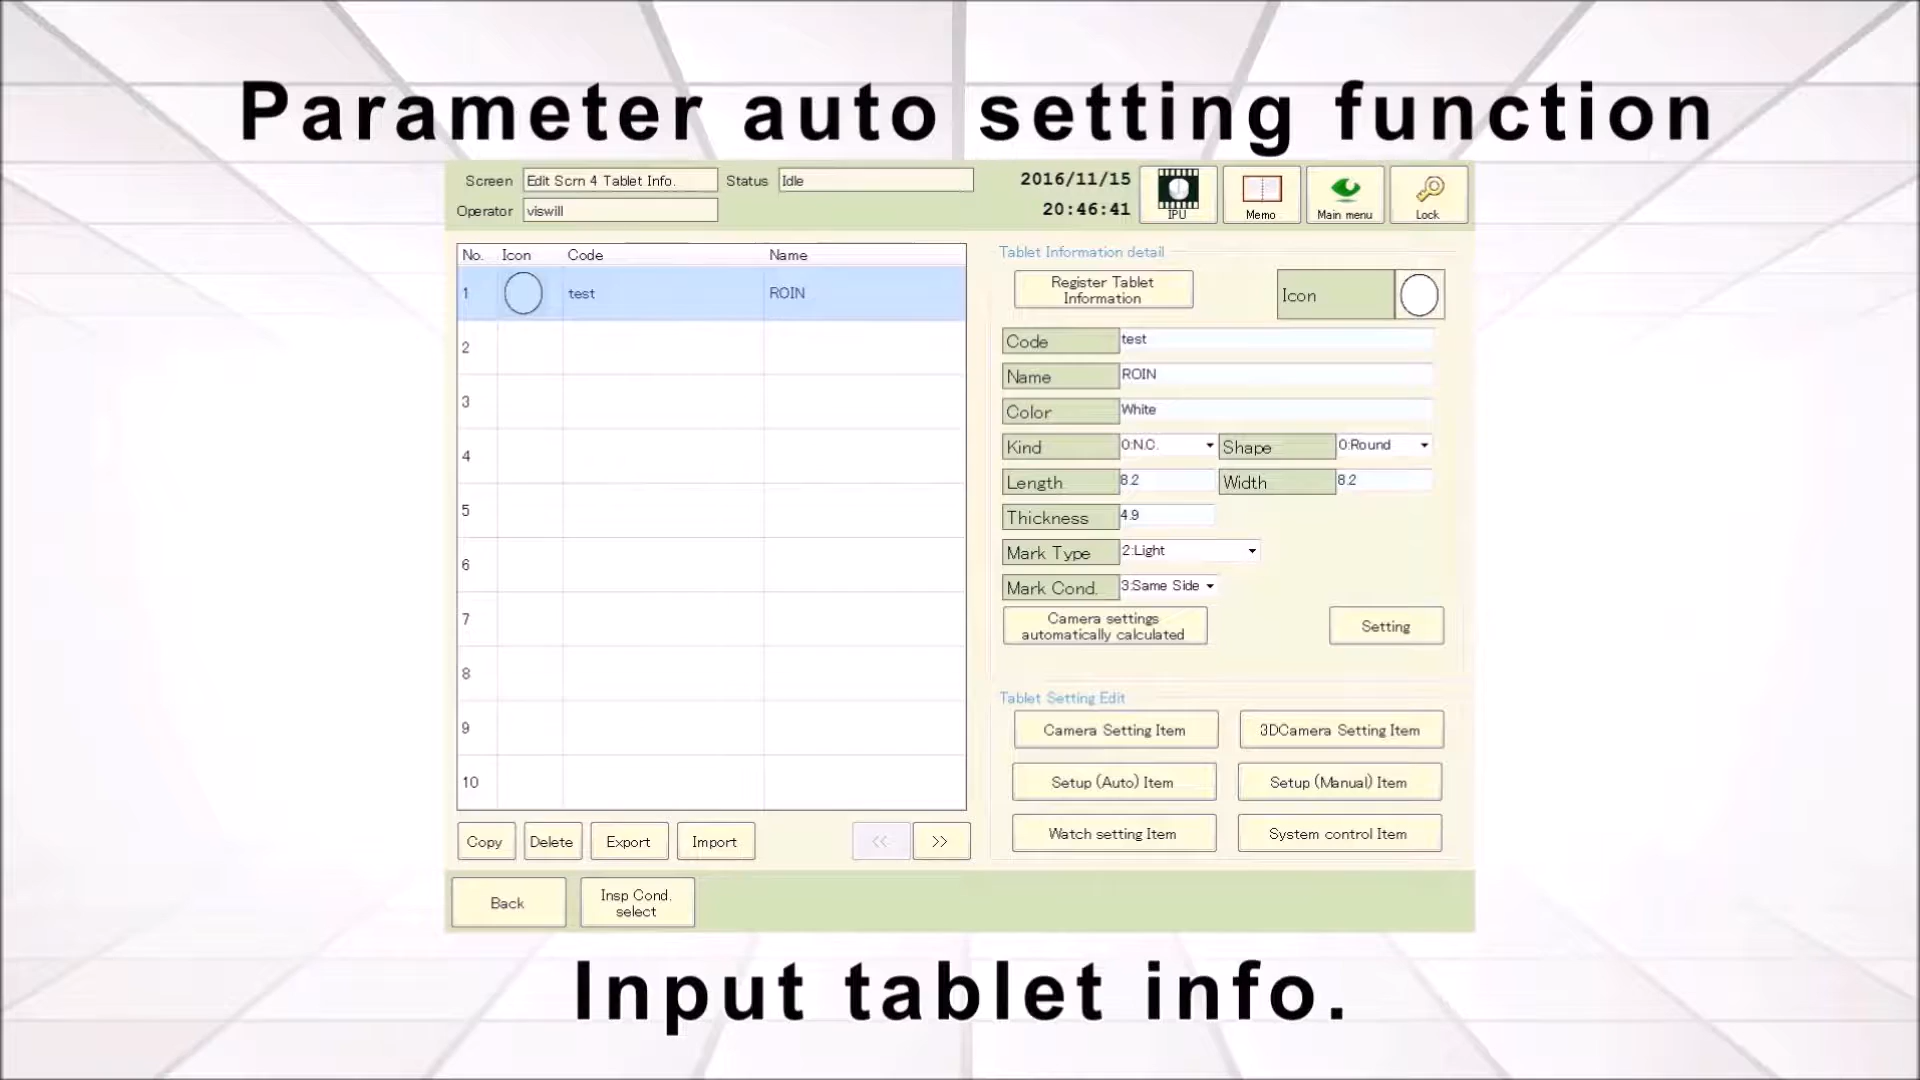 Parameter auto setting function
Screen Edit Scrn 4 Tablet Info. Status Idle
Operator viswill
2016/11/15
20:46:41
IPU
Memo
Main menu
Lock
No. Icon Code Name
1 test ROIN
2
3
4
5
6
7
8
9
10
Copy Delete Export Import << >>
Tablet Information detail
Register Tablet
Information
Icon
Code test
Name ROIN
Color White
Kind 0:N.C. Shape 0:Round
Length 8.2 Width 8.2
Thickness 4.9
Mark Type 2:Light
Mark Cond. 3:Same Side
Camera settings
automatically calculated
Setting
Tablet Setting Edit
Camera Setting Item 3DCamera Setting Item
Setup (Auto) Item Setup (Manual) Item
Watch setting Item System control Item
Back
Insp Cond.
select
Input tablet info.